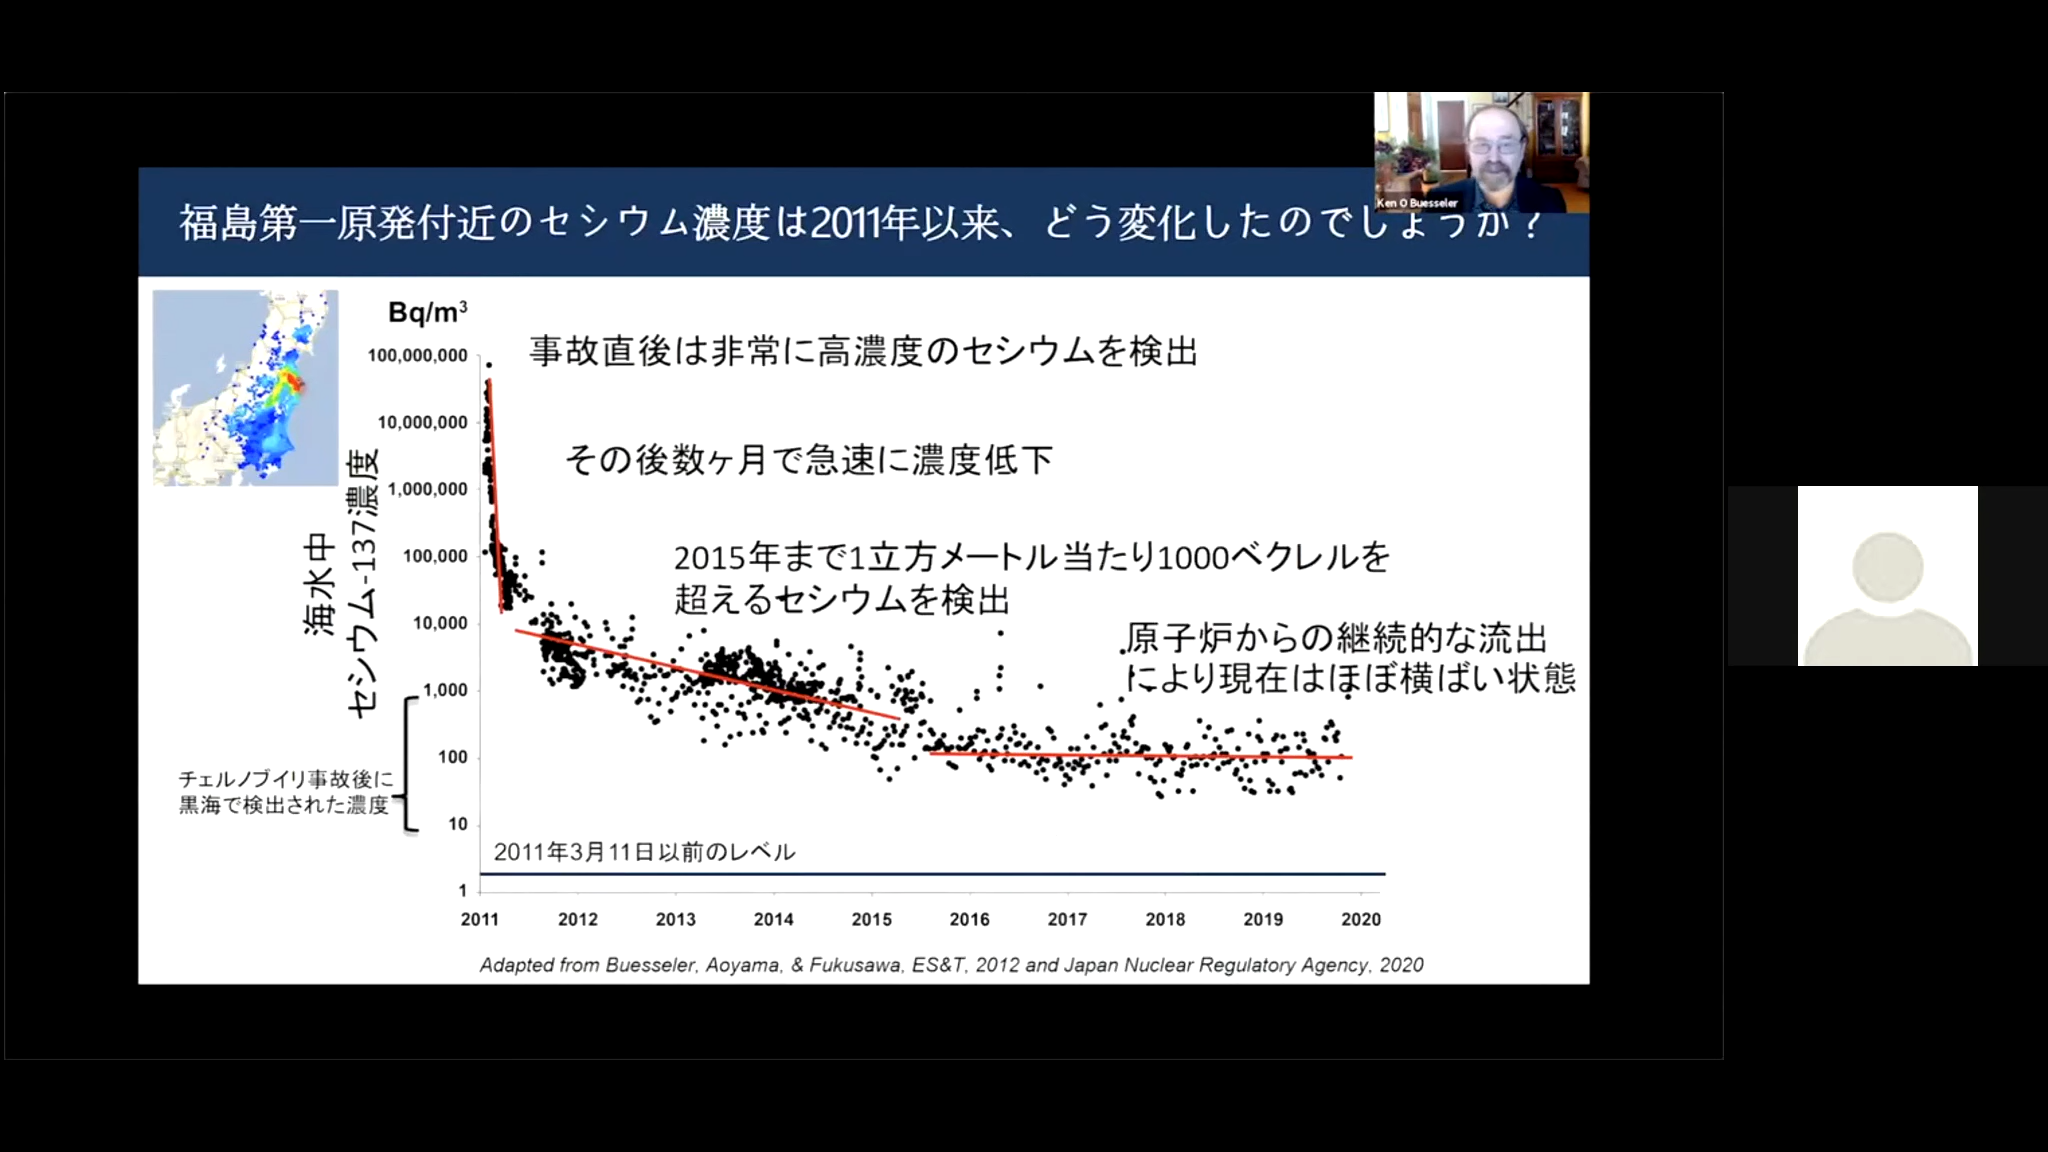 Ken O Buesseler
福島第一原発付近のセシウム濃度は2011年以来、どう変化したのでしょうか？
Bq/m³
事故直後は非常に高濃度のセシウムを検出
その後数ヶ月で急速に濃度低下
2015年まで1立方メートル当たり1000ベクレルを
超えるセシウムを検出
原子炉からの継続的な流出
により現在はほぼ横ばい状態
海水中
セシウム-137濃度
100,000,000
10,000,000
1,000,000
100,000
10,000
1,000
100
10
1
チェルノブイリ事故後に
黒海で検出された濃度
2011年3月11日以前のレベル
2011 2012 2013 2014 2015 2016 2017 2018 2019 2020
Adapted from Buesseler, Aoyama, & Fukusawa, ES&T, 2012 and Japan Nuclear Regulatory Agency, 2020